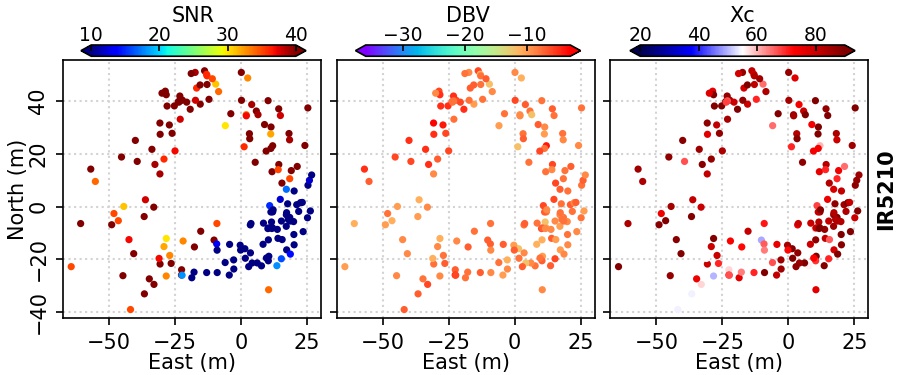 SNR DBV Xc
10 20 30 40 −30 −20 −10 20 40 60 80
40
20
0
−20
−40
North (m)
−50 −25 0 25 −50 −25 0 25 −50 −25 0 25
East (m) East (m) East (m)
IR5210